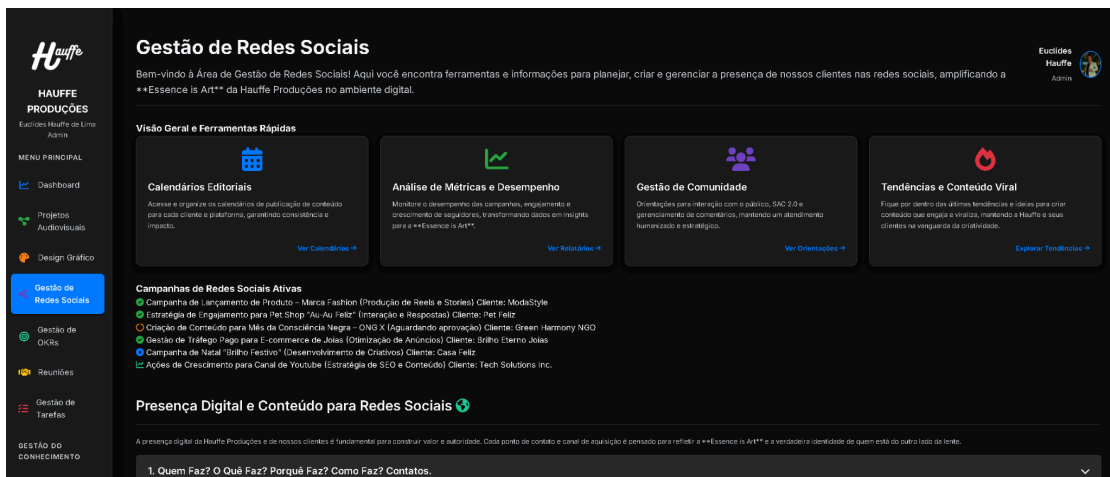 Hauffe
HAUFFE
PRODUÇÕES
Euclides Hauffe de Lima
Admin
MENU PRINCIPAL
Dashboard
Projetos
Audiovisuais
Design Gráfico
Gestão de
Redes Sociais
Gestão de
OKRs
Reuniões
Gestão de
Tarefas
GESTÃO DO
CONHECIMENTO
Gestão de Redes Sociais
Bem-vindo à Área de Gestão de Redes Sociais! Aqui você encontra ferramentas e informações para planejar, criar e gerenciar a presença de nossos clientes nas redes sociais, amplificando a
**Essence is Art** da Hauffe Produções no ambiente digital.
Euclides
Hauffe
Admin
Visão Geral e Ferramentas Rápidas
Calendários Editoriais
Acesse e organize os calendários de publicação de conteúdo
para cada cliente e plataforma, garantindo consistência e
impacto.
Ver Calendários →
Análise de Métricas e Desempenho
Monitore o desempenho das campanhas, engajamento e
crescimento de seguidores, transformando dados em insights
para a **Essence is Art**.
Ver Relatórios →
Gestão de Comunidade
Orientações para interação com o público, SAC 2.0 e
gerenciamento de comentários, mantendo um atendimento
humanizado e estratégico.
Ver Orientações →
Tendências e Conteúdo Viral
Fique por dentro das últimas tendências e ideias para criar
conteúdo que engaja e viraliza, mantendo a Hauffe e seus
clientes na vanguarda da criatividade.
Explorar Tendências →
Campanhas de Redes Sociais Ativas
Campanha de Lançamento de Produto – Marca Fashion (Produção de Reels e Stories) Cliente: ModaStyle
Estratégia de Engajamento para Pet Shop "Au-Au Feliz" (Interação e Respostas) Cliente: Pet Feliz
Criação de Conteúdo para Mês da Consciência Negra – ONG X (Aguardando aprovação) Cliente: Green Harmony NGO
Gestão de Tráfego Pago para E-commerce de Joias (Otimização de Anúncios) Cliente: Brilho Eterno Joias
Campanha de Natal "Brilho Festivo" (Desenvolvimento de Criativos) Cliente: Casa Feliz
Ações de Crescimento para Canal de Youtube (Estratégia de SEO e Conteúdo) Cliente: Tech Solutions Inc.
Presença Digital e Conteúdo para Redes Sociais
A presença digital da Hauffe Produções e de nossos clientes é fundamental para construir valor e autoridade. Cada ponto de contato e canal de aquisição é pensado para refletir a **Essence is Art** e a verdadeira identidade de quem está do outro lado da lente.
1. Quem Faz? O Quê Faz? Porquê Faz? Como Faz? Contatos.